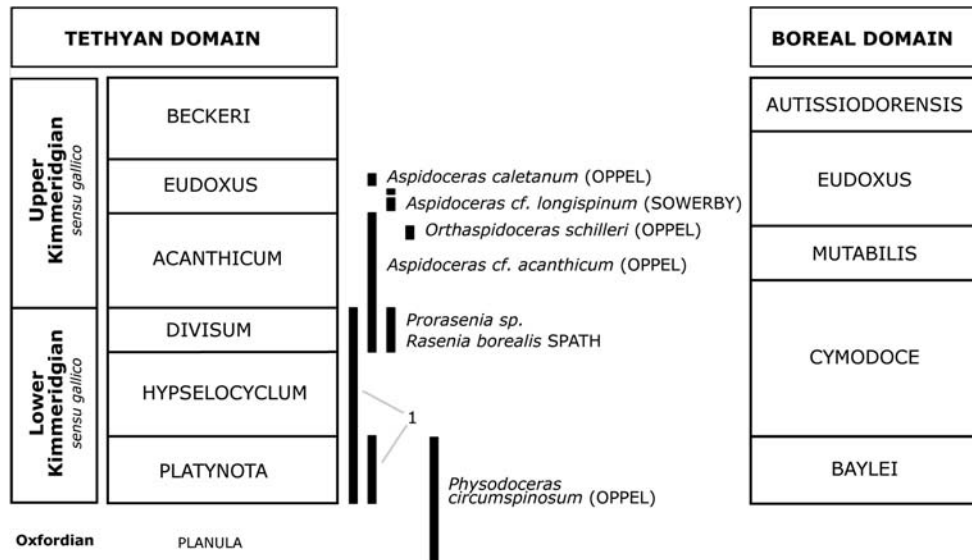 TETHYAN DOMAIN
BOREAL DOMAIN
Upper
Kimmeridgian
sensu gallico
BECKERI
EUDOXUS
ACANTHICUM
Lower
Kimmeridgian
sensu gallico
DIVISUM
HYPSELOCYCLUM
PLATYNOTA
Oxfordian
PLANULA
Aspidoceras caletanum (OPPEL)
Aspidoceras cf. longispinum (SOWERBY)
Orthaspidoceras schilleri (OPPEL)
Aspidoceras cf. acanthicum (OPPEL)
Prorasenia sp.
Rasenia borealis SPATH
1
Physodoceras
circumspinosum (OPPEL)
AUTISSIODORENSIS
EUDOXUS
MUTABILIS
CYMODOCE
BAYLEI